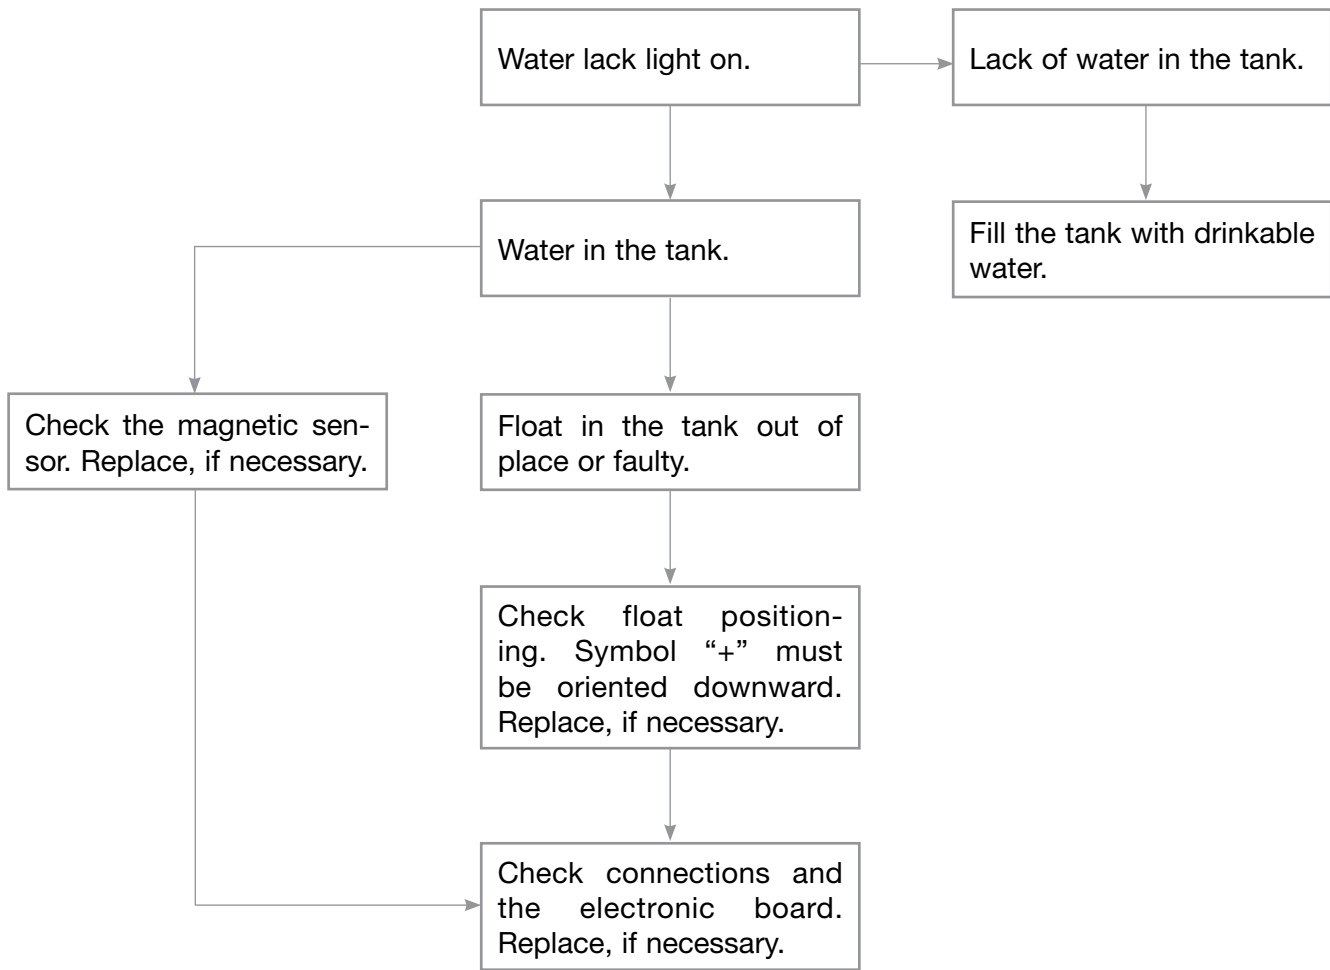 Water lack light on.
Lack of water in the tank.
Water in the tank.
Fill the tank with drinkable
water.
Check the magnetic sen-
sor. Replace, if necessary.
Float in the tank out of
place or faulty.
Check float position-
ing. Symbol “+” must
be oriented downward.
Replace, if necessary.
Check connections and
the electronic board.
Replace, if necessary.